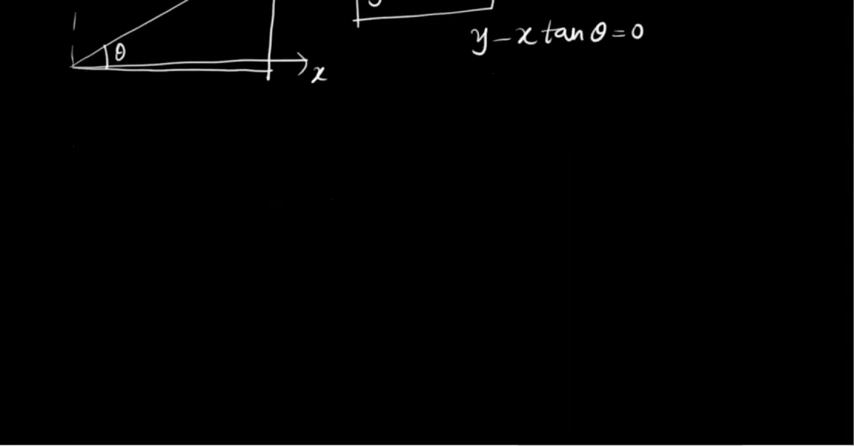 y – x tan θ = 0
θ
x